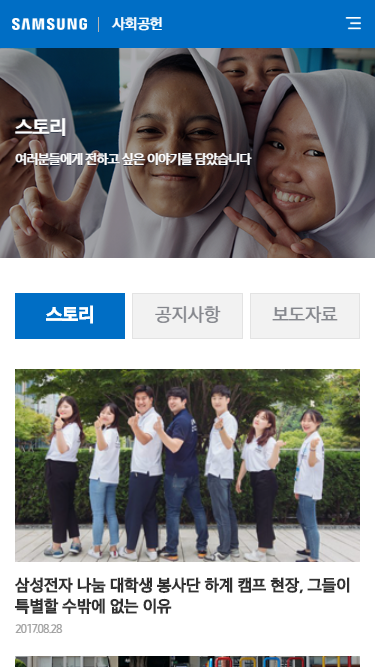 SAMSUNG | 사회공헌
스토리
여러분들에게 전하고 싶은 이야기를 담았습니다
스토리 공지사항 보도자료
삼성전자 나눔 대학생 봉사단 하계 캠프 현장, 그들이
특별할 수밖에 없는 이유
2017.08.28